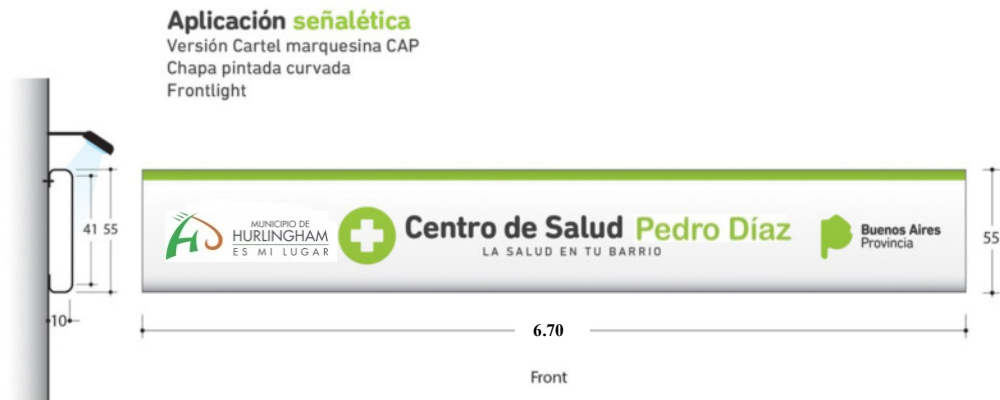 Aplicación señalética
Versión Cartel marquesina CAP
Chapa pintada curvada
Frontlight
41 55
10
MUNICIPIO DE
HURLINGHAM
ES MI LUGAR
Centro de Salud Pedro Díaz
LA SALUD EN TU BARRIO
Buenos Aires
Provincia
55
6.70
Front